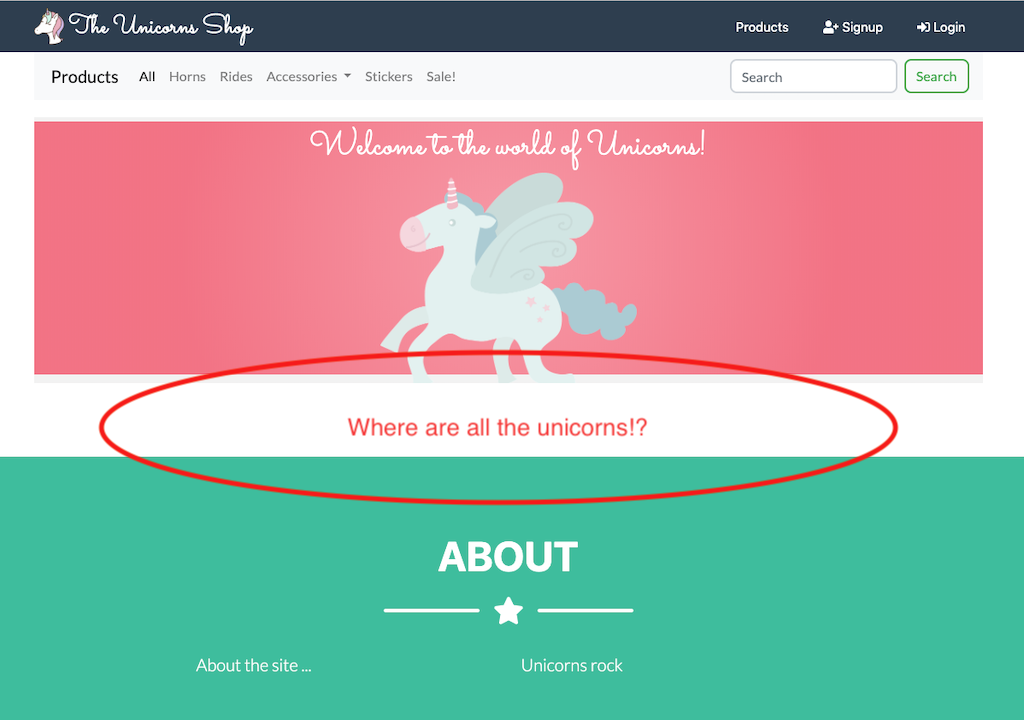 The Unicorns Shop Products Signup Login
Products All Horns Rides Accessories Stickers Sale! Search Search
Welcome to the world of Unicorns!
Where are all the unicorns!?
ABOUT
About the site ... Unicorns rock